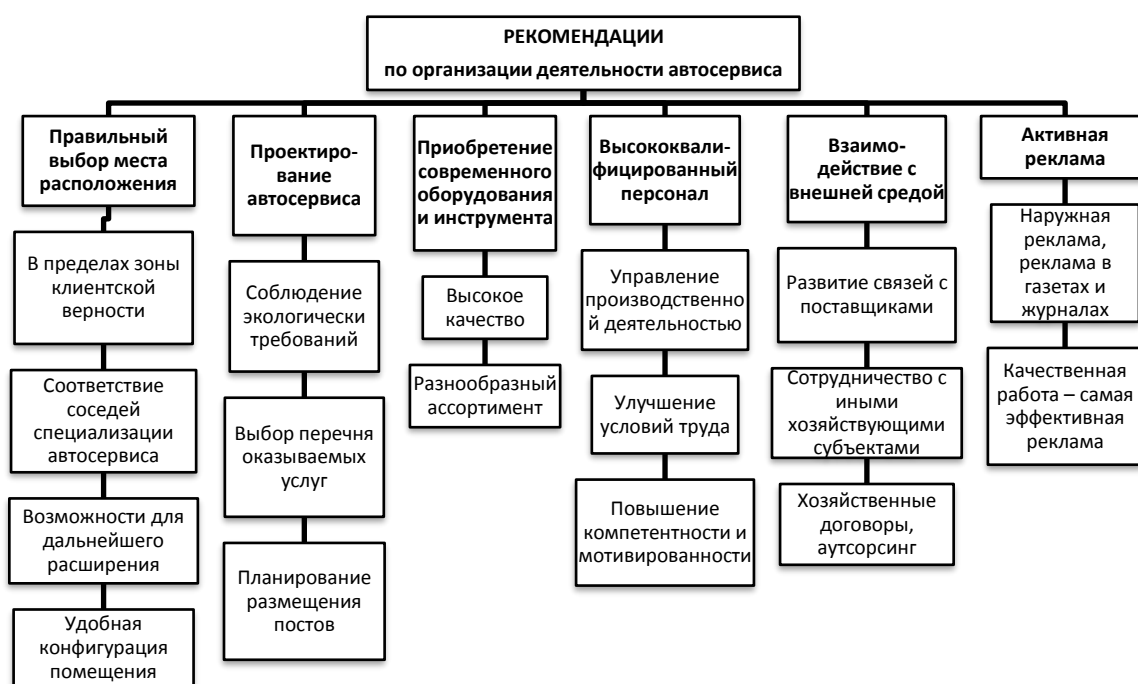 РЕКОМЕНДАЦИИ
по организации деятельности автосервиса
Правильный
выбор места
расположения
В пределах зоны
клиентской
верности
Соответствие
соседей
специализации
автосервиса
Возможности для
дальнейшего
расширения
Удобная
конфигурация
помещения
Проектиро-
вание
автосервиса
Соблюдение
экологически
требований
Выбор перечня
оказываемых
услуг
Планирование
размещения
постов
Приобретение
современного
оборудования
и инструмента
Высокое
качество
Разнообразный
ассортимент
Высококвали-
фицированный
персонал
Управление
производственно
й деятельностью
Улучшение
условий труда
Повышение
компетентности и
мотивированности
Взаимо-
действие с
внешней средой
Развитие связей с
поставщиками
Сотрудничество с
иными
хозяйствующими
субъектами
Хозяйственные
договоры,
аутсорсинг
Активная
реклама
Наружная
реклама,
реклама в
газетах и
журналах
Качественная
работа – самая
эффективная
реклама